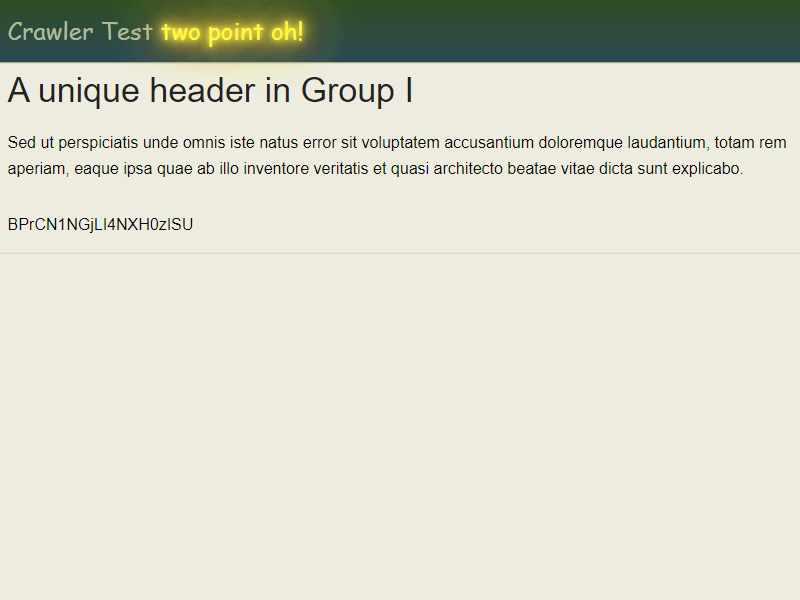 Crawler Test two point oh!
A unique header in Group I
Sed ut perspiciatis unde omnis iste natus error sit voluptatem accusantium doloremque laudantium, totam rem
aperiam, eaque ipsa quae ab illo inventore veritatis et quasi architecto beatae vitae dicta sunt explicabo.
BPrCN1NGjLI4NXH0zISU